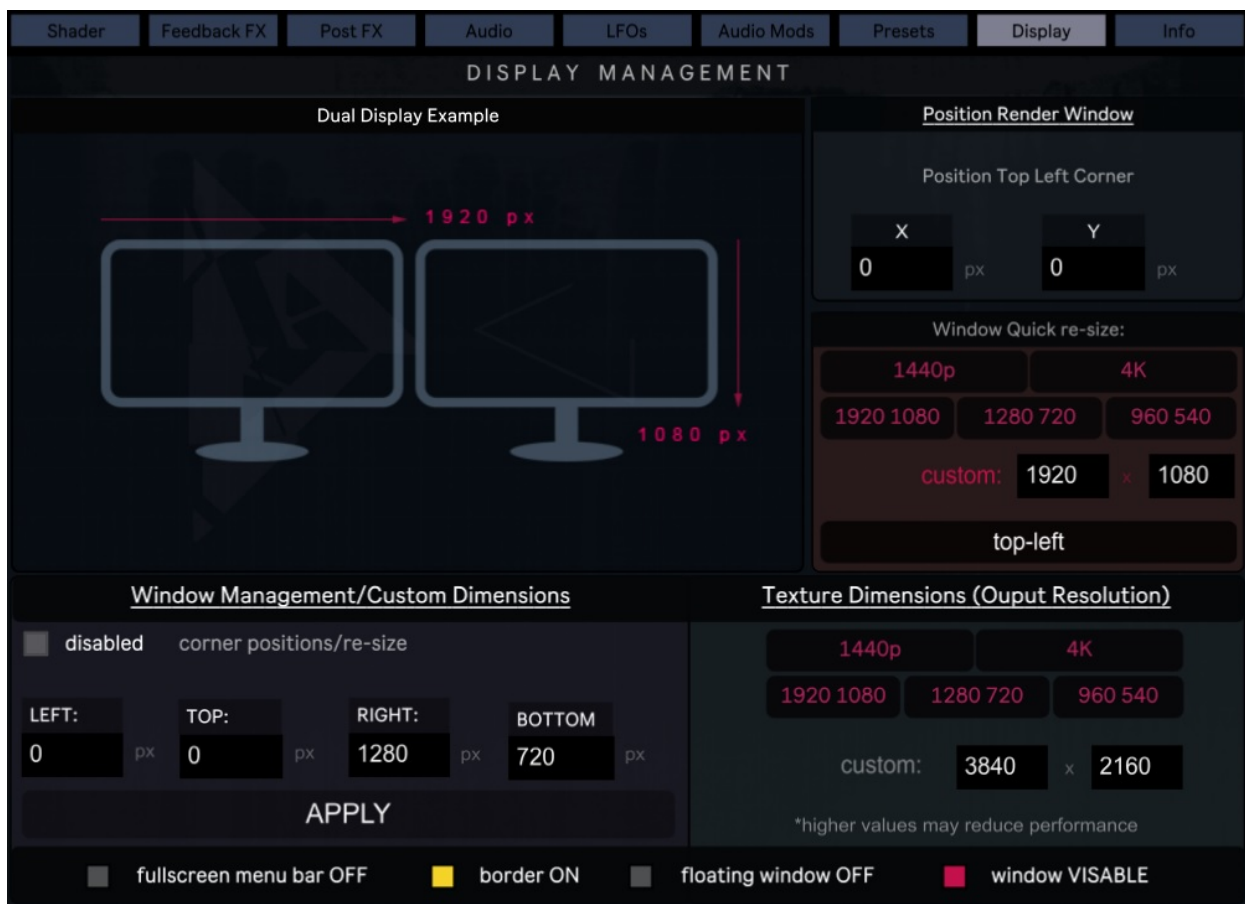 Shader Feedback FX Post FX Audio LFOs Audio Mods Presets Display Info
DISPLAY MANAGEMENT
Dual Display Example
1920 px
1080 px
Position Render Window
Position Top Left Corner
X Y
0 px 0 px
Window Quick re-size:
1440p 4K
1920 1080 1280 720 960 540
custom: 1920 x 1080
top-left
Window Management/Custom Dimensions
disabled corner positions/re-size
LEFT: TOP: RIGHT: BOTTOM
0 px 0 px 1280 px 720 px
APPLY
Texture Dimensions (Ouput Resolution)
1440p 4K
1920 1080 1280 720 960 540
custom: 3840 x 2160
*higher values may reduce performance
fullscreen menu bar OFF border ON floating window OFF window VISABLE